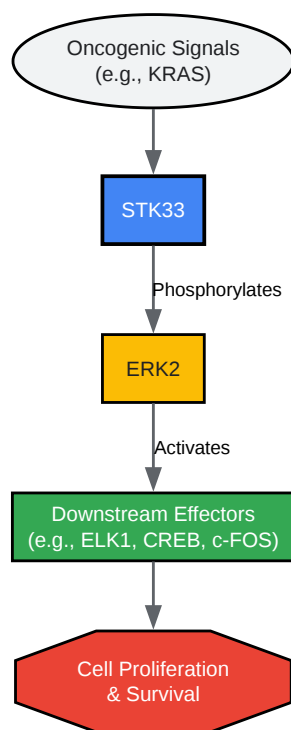 Oncogenic Signals
(e.g., KRAS)
STK33
Phosphorylates
ERK2
Activates
Downstream Effectors
(e.g., ELK1, CREB, c-FOS)
Cell Proliferation
& Survival